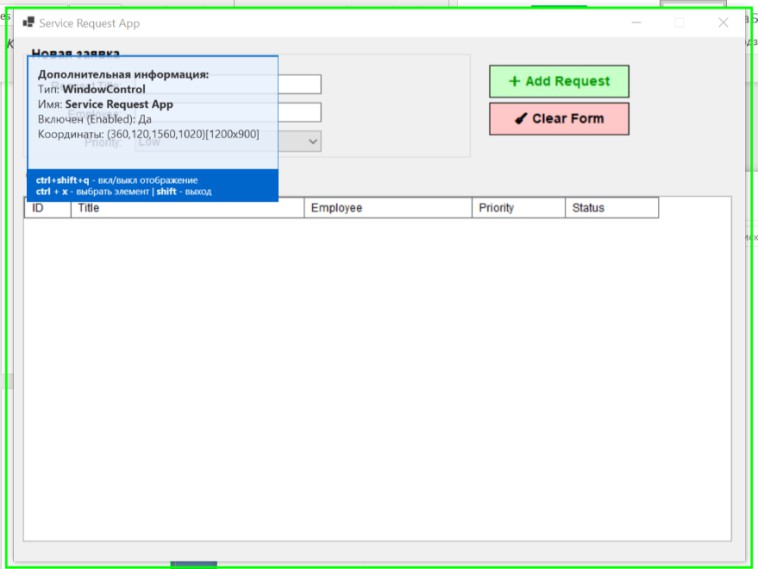 Service Request App
Новая заявка
Дополнительная информация:
Тип: WindowControl
Имя: Service Request App
Включен (Enabled): Да
Координаты: (360,120,1560,1020)[1200x900]
Priority: Low
ctrl+shift+q - вкл/выкл отображение
ctrl + x - выбрать элемент | shift - выход
+ Add Request
Clear Form
ID Title Employee Priority Status